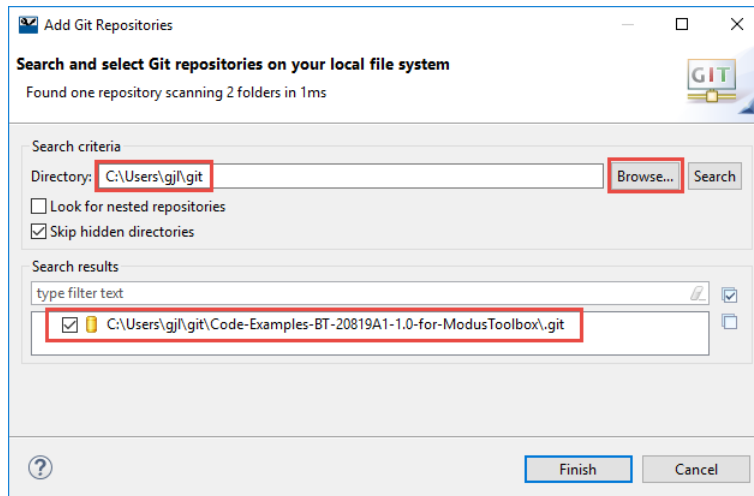 Add Git Repositories
Search and select Git repositories on your local file system
Found one repository scanning 2 folders in 1ms
GIT
Search criteria
Directory: C:\Users\gjl\git Browse... Search
Look for nested repositories
Skip hidden directories
Search results
type filter text
C:\Users\gjl\git\Code-Examples-BT-20819A1-1.0-for-ModusToolbox\.git
? Finish Cancel